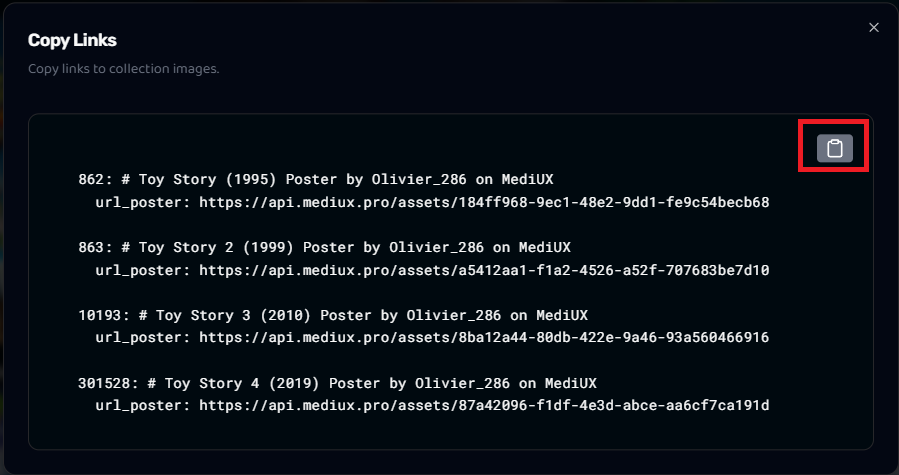 Copy Links
Copy links to collection images.
862: # Toy Story (1995) Poster by Olivier_286 on MediUX
url_poster: https://api.mediux.pro/assets/184ff968-9ec1-48e2-9dd1-fe9c54becb68
863: # Toy Story 2 (1999) Poster by Olivier_286 on MediUX
url_poster: https://api.mediux.pro/assets/a5412aa1-f1a2-4526-a52f-707683be7d10
10193: # Toy Story 3 (2010) Poster by Olivier_286 on MediUX
url_poster: https://api.mediux.pro/assets/8ba12a44-80db-422e-9a46-93a560466916
301528: # Toy Story 4 (2019) Poster by Olivier_286 on MediUX
url_poster: https://api.mediux.pro/assets/87a42096-f1df-4e3d-abce-aa6cf7ca191d